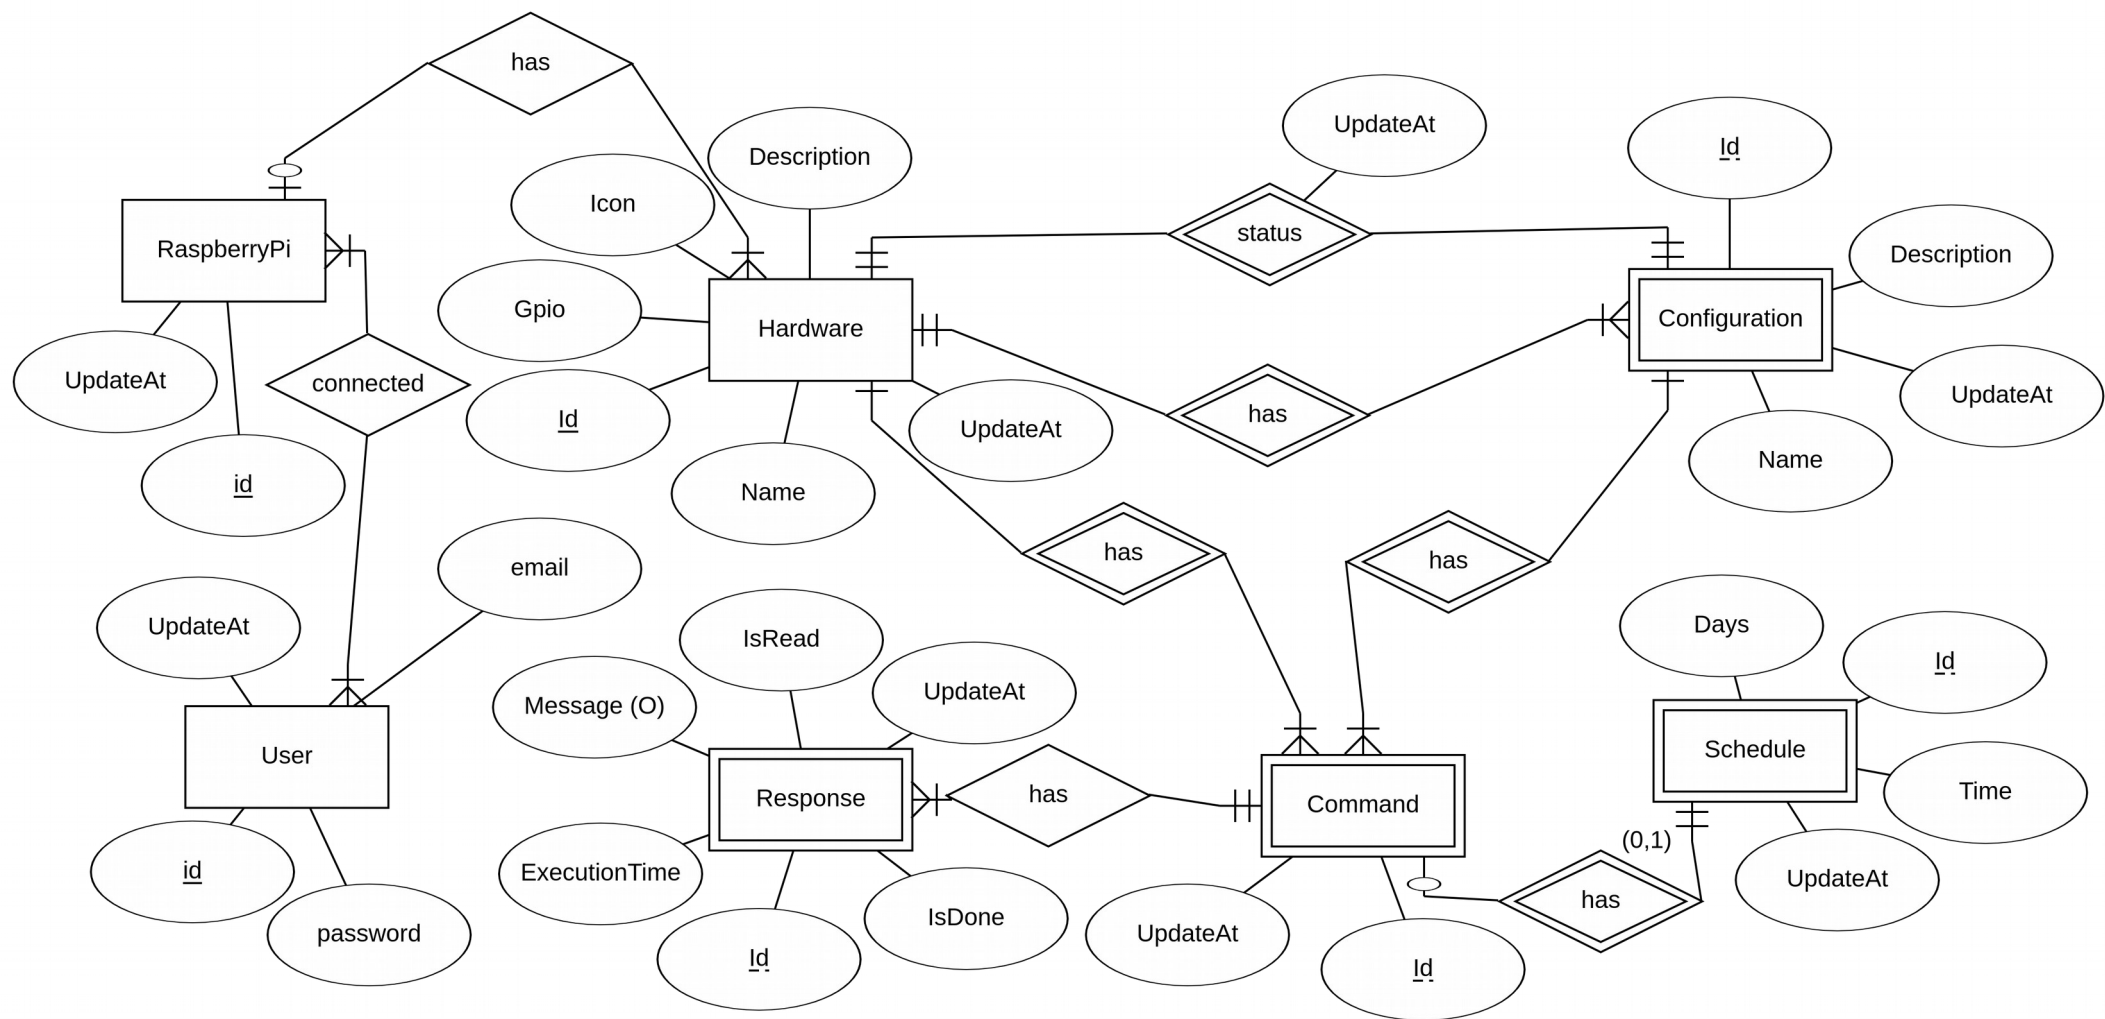 has
UpdateAt
Id
Description
Icon
status
RaspberryPi
Description
Gpio
Hardware
Configuration
UpdateAt
connected
UpdateAt
Id
UpdateAt
has
Name
id
Name
has
has
email
UpdateAt
IsRead
Days
Id
Message (O)
UpdateAt
User
Response
has
Command
Schedule
Time
(0,1)
id
ExecutionTime
UpdateAt
password
IsDone
UpdateAt
has
Id
Id